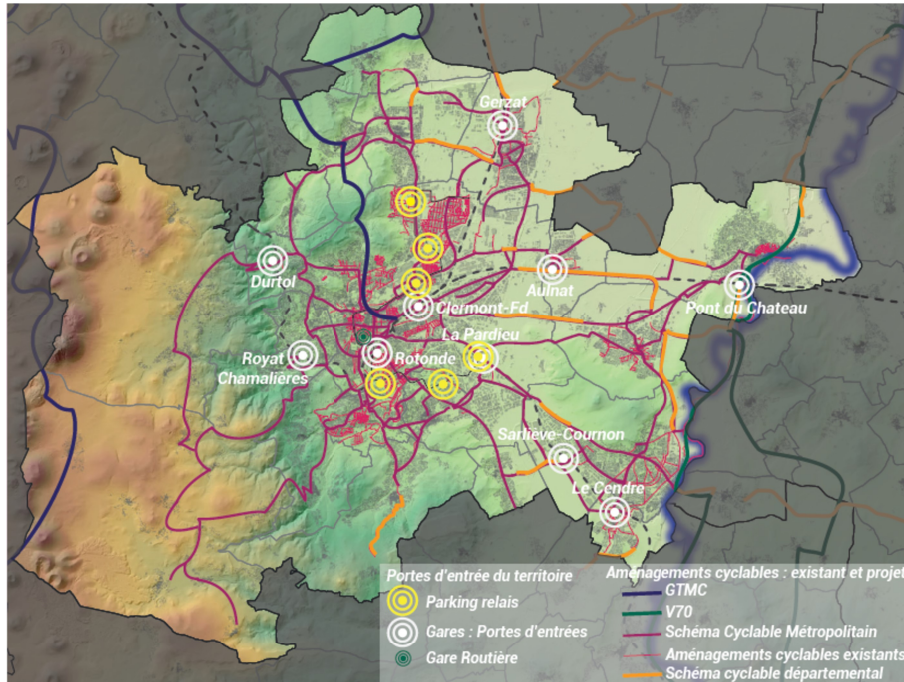 Gerzat
Durtol
Aulnat
Clermont-Fd
Pont du Chateau
La Pardieu
Royat
Chamalières
Rotonde
Sarliève-Cournon
Le Cendre
Portes d'entrée du territoire
Parking relais
Gares : Portes d'entrées
Gare Routière
Aménagements cyclables : existant et projet
GTMC
V70
Schéma Cyclable Métropolitain
Aménagements cyclables existants
Schéma cyclable départemental